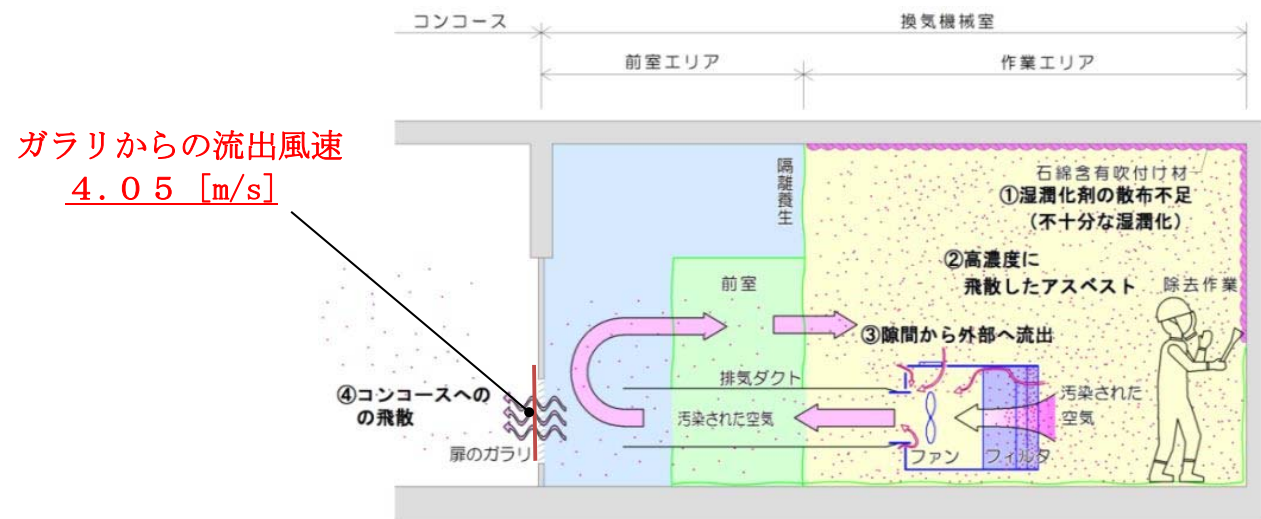 コンコース
換気機械室
前室エリア
作業エリア
ガラリからの流出風速
４．０５ [m/s]
隔離養生
石綿含有吹付け材
①湿潤化剤の散布不足
（不十分な湿潤化）
②高濃度に
飛散したアスベスト
除去作業
前室
③隙間から外部へ流出
排気ダクト
④コンコースへの
の飛散
汚染された空気
汚染された
空気
扉のガラリ
ファン
フィルタ